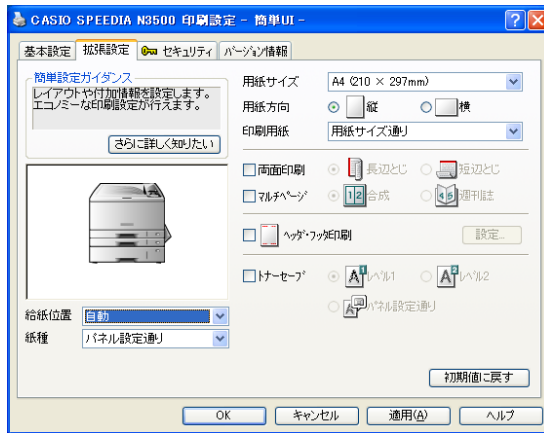 CASIO SPEEDIA N3500 印刷設定 - 簡単UI -
基本設定 拡張設定 セキュリティ バージョン情報
簡単設定ガイダンス
レイアウトや付加情報を設定します。
エコノミーな印刷設定が行えます。
さらに詳しく知りたい
給紙位置 自動
紙種 パネル設定通り
用紙サイズ A4 (210 × 297mm)
用紙方向 縦 横
印刷用紙 用紙サイズ通り
両面印刷 長辺とじ 短辺とじ
マルチページ 1 2 合成 4 5 週刊誌
ヘッダ・フッタ印刷 設定...
トナーセーブ A 1 レベル1 A 2 レベル2
A パネル設定通り
初期値に戻す
OK キャンセル 適用(A) ヘルプ